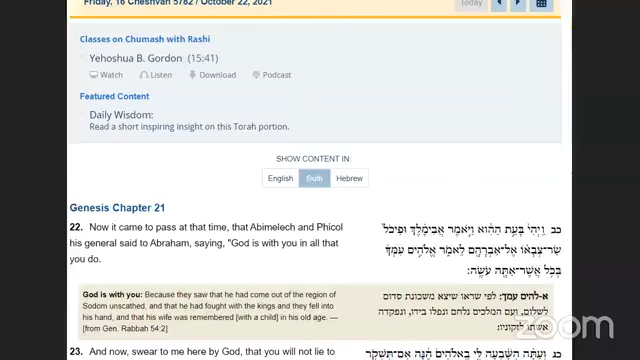 Friday, 16 Cheshvan 5782 / October 22, 2021
Today
Classes on Chumash with Rashi
Yehoshua B. Gordon (15:41)
Watch Listen Download Podcast
Featured Content
Daily Wisdom:
Read a short inspiring insight on this Torah portion.
SHOW CONTENT IN:
English Both Hebrew
Genesis Chapter 21
22. Now it came to pass at that time, that Abimelech and Phicol
his general said to Abraham, saying, "God is with you in all that
you do.
כב וַיְהִי֙ בָּעֵ֣ת הַהִ֔וא וַיֹּ֣אמֶר אֲבִימֶ֗לֶךְ וּפִיכֹל֙
שַׂר־צְבָא֔וֹ אֶל־אַבְרָהָ֖ם לֵאמֹ֑ר אֱלֹהִ֣ים עִמְּךָ֔
בְּכֹ֥ל אֲשֶׁר־אַתָּ֖ה עֹשֶֽׂה:
God is with you: Because they saw that he had come out of the region of
Sodom unscathed, and that he had fought with the kings and they fell into
his hand, and that his wife was remembered [with a child] in his old age. —
[from Gen. Rabbah 54:2]
א-להים עמך: לפי שראו שיצא משכונת סדום
לשלום, ועם המלכים נלחם ונפלו בידו, ונפקדה
אשתו לזקוניו:
23. And now, swear to me here by God, that you will not lie to
כג וְעַתָּ֗ה הִשָּׁ֨בְעָה לִּ֤י בֵֽאלֹהִים֙ הֵ֔נָּה אִם־תִּשְׁקֹ֣ר
zoom